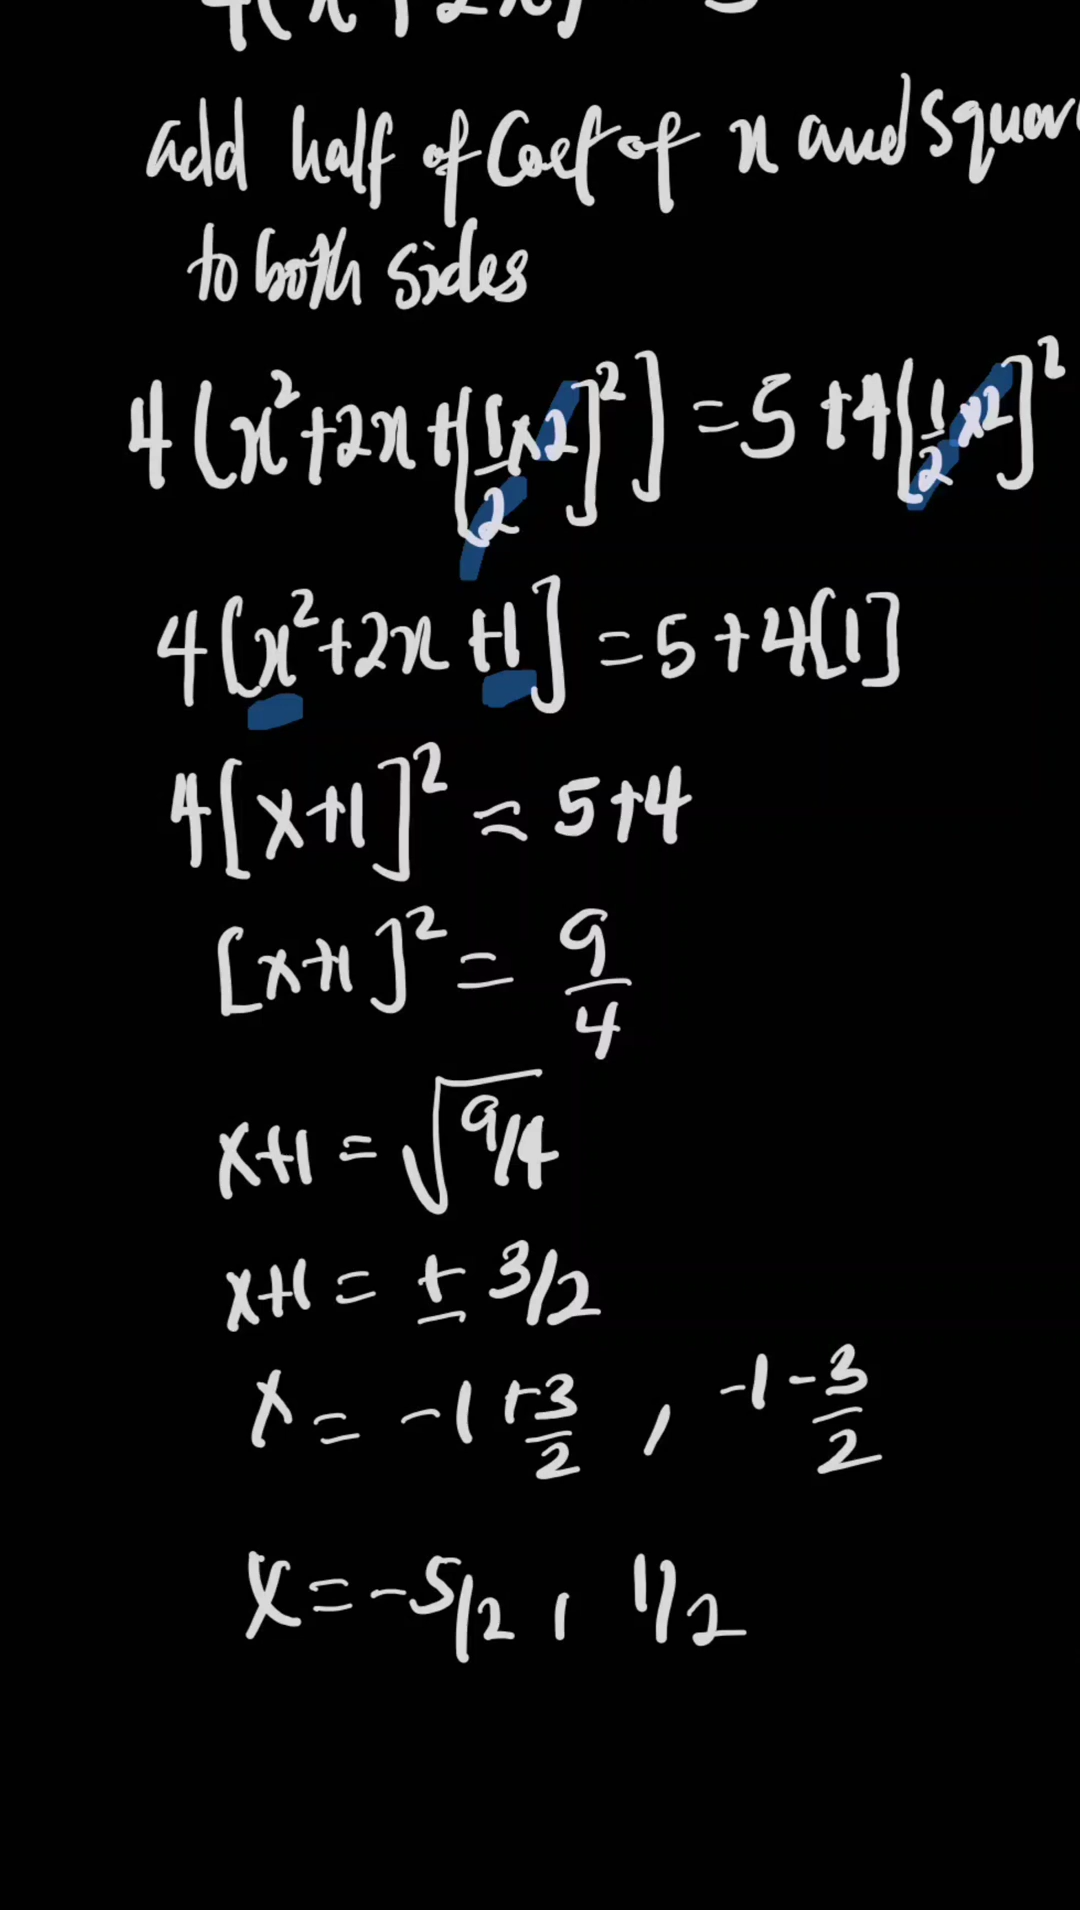 add half of Coef of x and square
to both sides
4(x²+2x+[1/2×2]²] =5+4[1/2×2]²
4[x²+2x+1] =5+4[1]
4[x+1]² = 5+4
[x+1]² = 9/4
x+1 = √9/4
x+1 = ± 3/2
x = -1+3/2 , -1-3/2
x=-5/2, 1/2